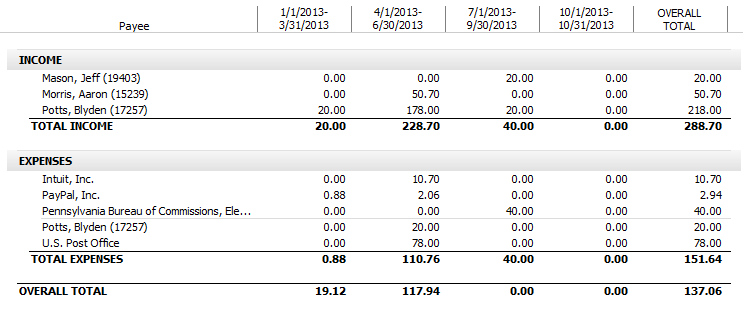 1/1/2013- 4/1/2013- 7/1/2013- 10/1/2013- OVERALL
Payee 3/31/2013 6/30/2013 9/30/2013 10/31/2013 TOTAL
INCOME
Mason, Jeff (19403) 0.00 0.00 20.00 0.00 20.00
Morris, Aaron (15239) 0.00 50.70 0.00 0.00 50.70
Potts, Blyden (17257) 20.00 178.00 20.00 0.00 218.00
TOTAL INCOME 20.00 228.70 40.00 0.00 288.70
EXPENSES
Intuit, Inc. 0.00 10.70 0.00 0.00 10.70
PayPal, Inc. 0.88 2.06 0.00 0.00 2.94
Pennsylvania Bureau of Commissions, Ele... 0.00 0.00 40.00 0.00 40.00
Potts, Blyden (17257) 0.00 20.00 0.00 0.00 20.00
U.S. Post Office 0.00 78.00 0.00 0.00 78.00
TOTAL EXPENSES 0.88 110.76 40.00 0.00 151.64
OVERALL TOTAL 19.12 117.94 0.00 0.00 137.06